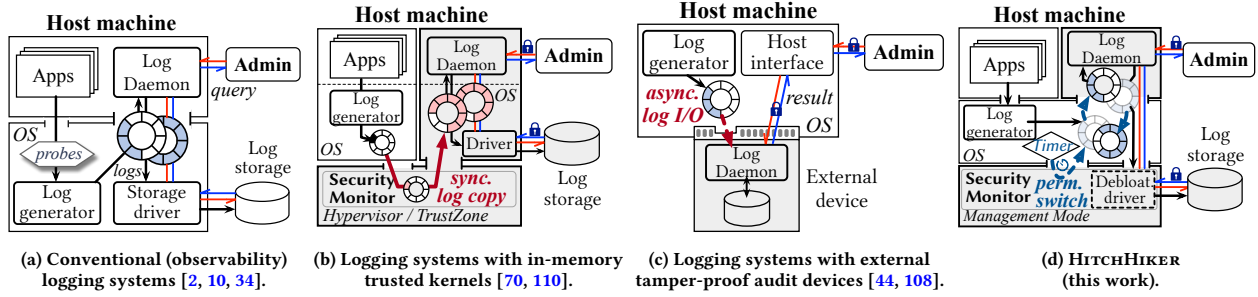 Host machine
Apps
Log
Daemon
Admin
query
OS
probes
logs
Log
generator
Storage
driver
Log
storage
(a) Conventional (observability)
logging systems [2, 10, 34].
Host machine
Apps
Log
Daemon
Admin
OS
Log
generator
OS
Driver
Security
Monitor
sync.
log copy
Hypervisor / TrustZone
Log
storage
(b) Logging systems with in-memory
trusted kernels [70, 110].
Host machine
Log
generator
Host
interface
Admin
async.
log I/O
result
OS
Log
Daemon
External
device
(c) Logging systems with external
tamper-proof audit devices [44, 108].
Host machine
Apps
Log
Daemon
Admin
Log
generator
OS
Timer
Security
Monitor
perm.
switch
Debloat
driver
Management Mode
Log
storage
(d) HITCHHIKER
(this work).